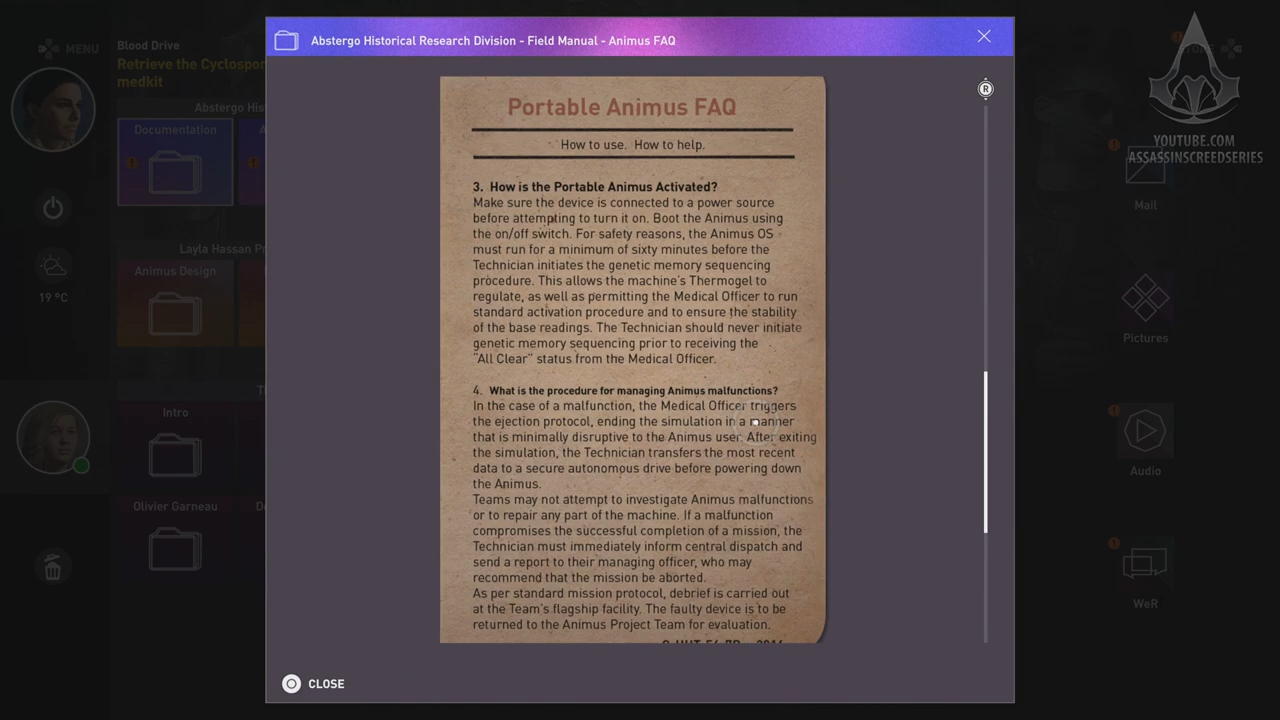 MENU
Blood Drive
Retrieve the Cyclospor
medkit
Abstergo His
Documentation
A
19 °C
Layla Hassan Pr
Animus Design
Intro
Olivier Garneau
Abstergo Historical Research Division - Field Manual - Animus FAQ
Portable Animus FAQ
How to use. How to help.
3. How is the Portable Animus Activated?
Make sure the device is connected to a power source
before attempting to turn it on. Boot the Animus using
the on/off switch. For safety reasons, the Animus OS
must run for a minimum of sixty minutes before the
Technician initiates the genetic memory sequencing
procedure. This allows the machine's Thermogel to
regulate, as well as permitting the Medical Officer to run
standard activation procedure and to ensure the stability
of the base readings. The Technician should never initiate
genetic memory sequencing prior to receiving the
"All Clear" status from the Medical Officer.
4. What is the procedure for managing Animus malfunctions?
In the case of a malfunction, the Medical Officer triggers
the ejection protocol, ending the simulation in a manner
that is minimally disruptive to the Animus user. After exiting
the simulation, the Technician transfers the most recent
data to a secure autonomous drive before powering down
the Animus.
Teams may not attempt to investigate Animus malfunctions
or to repair any part of the machine. If a malfunction
compromises the successful completion of a mission, the
Technician must immediately inform central dispatch and
send a report to their managing officer, who may
recommend that the mission be aborted.
As per standard mission protocol, debrief is carried out
at the Team's flagship facility. The faulty device is to be
returned to the Animus Project Team for evaluation.
CLOSE
R
YOUTUBE.COM
ASSASSINSCREEDSERIES
Mail
Pictures
Audio
WeR